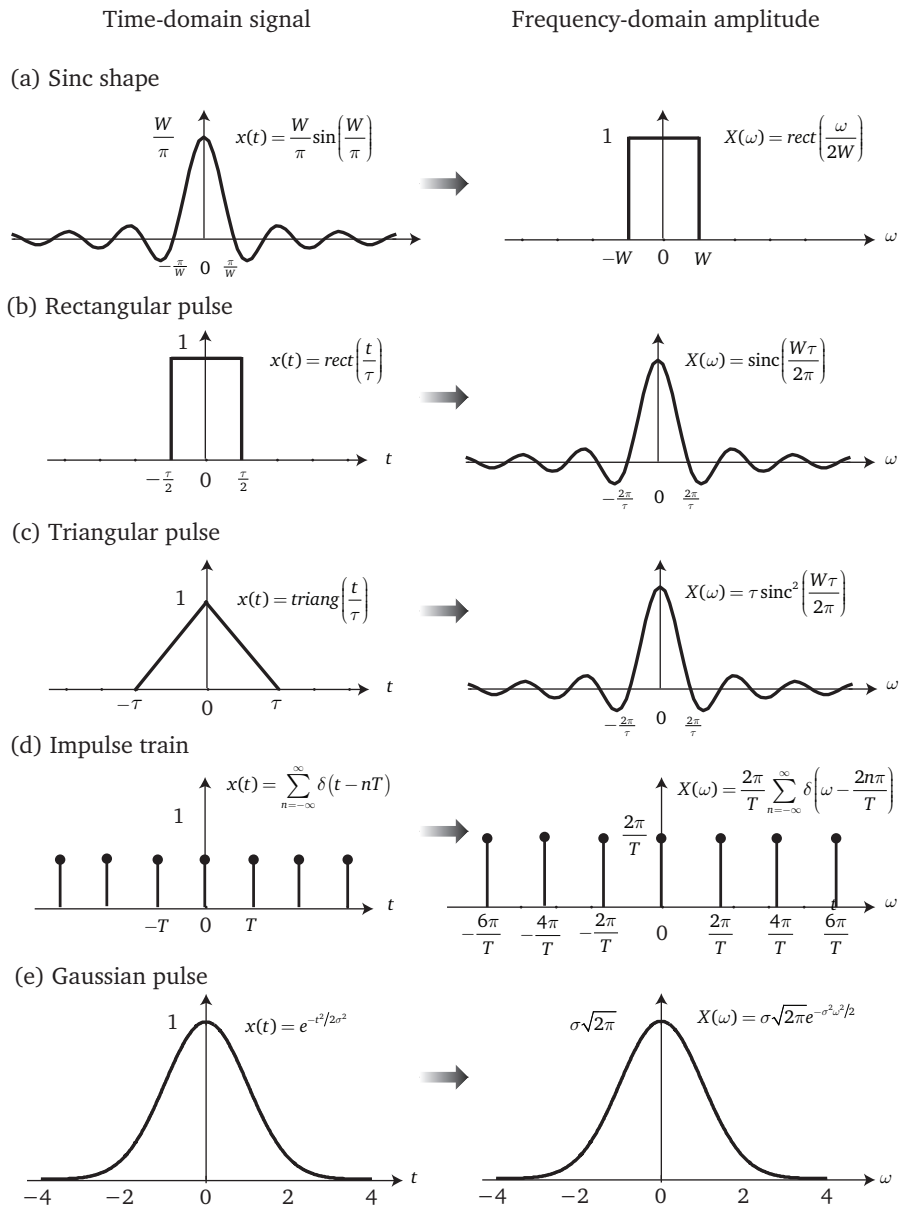 Time-domain signal Frequency-domain amplitude
(a) Sinc shape
W/π x(t) = W/π sin(W/π) 1 X(ω) = rect(ω/2W)
−π/W 0 π/W −W 0 W ω
(b) Rectangular pulse
1 x(t) = rect(t/τ) X(ω) = sinc(Wτ/2π)
−τ/2 0 τ/2 t −2π/τ 0 2π/τ ω
(c) Triangular pulse
1 x(t) = triang(t/τ) X(ω) = τ sinc²(Wτ/2π)
−τ 0 τ t −2π/τ 0 2π/τ ω
(d) Impulse train
1 x(t) = ∑_{n=−∞}^{∞} δ(t − nT) 2π/T X(ω) = 2π/T ∑_{n=−∞}^{∞} δ(ω − 2nπ/T)
−T 0 T t −6π/T −4π/T −2π/T 0 2π/T 4π/T 6π/T t ω
(e) Gaussian pulse
1 x(t) = e^{−t²/2σ²} σ√2π X(ω) = σ√2π e^{−σ²ω²/2}
−4 −2 0 2 4 t −4 −2 0 2 4 ω